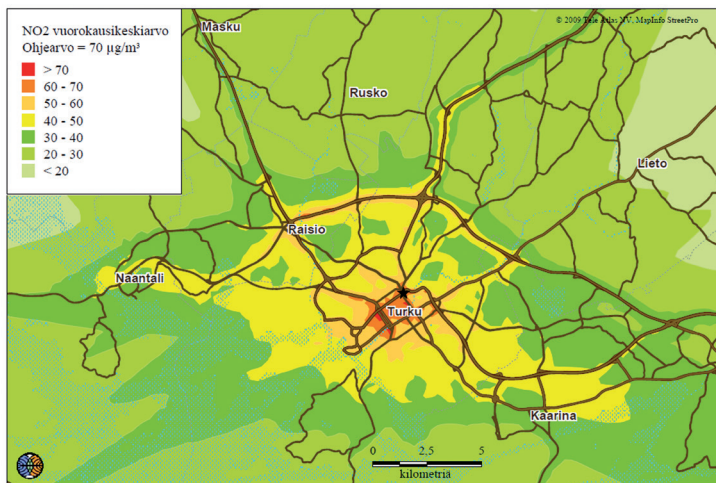 NO2 vuorokausikeskiarvo
Ohjearvo = 70 µg/m³
> 70
60 - 70
50 - 60
40 - 50
30 - 40
20 - 30
< 20
© 2009 Tele Atlas NV, MapInfo StreetPro
Masku
Rusko
Lieto
Raisio
Naantali
Turku
Kaarina
0 2,5 5
kilometriä